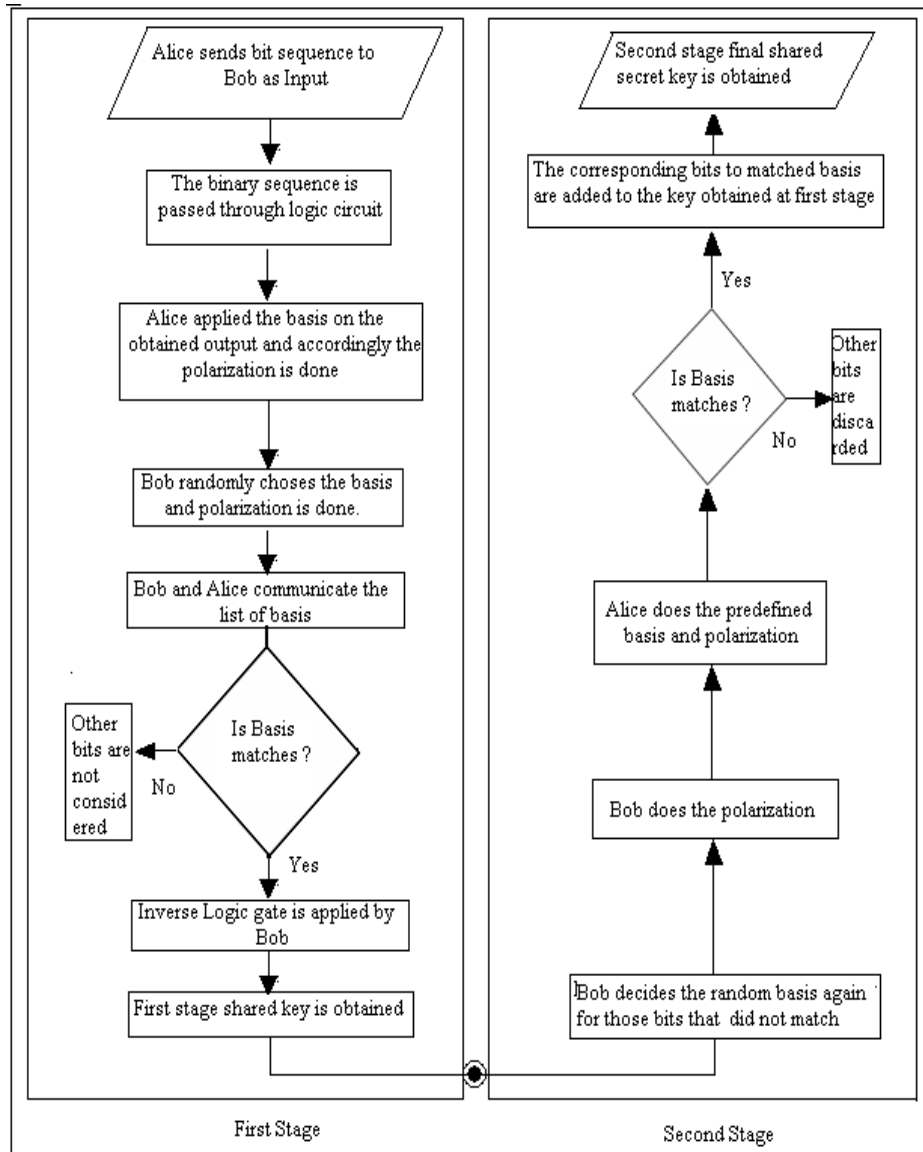 Alice sends bit sequence to
Bob as Input
The binary sequence is
passed through logic circuit
Alice applied the basis on the
obtained output and accordingly the
polarization is done
Bob randomly choses the basis
and polarization is done.
Bob and Alice communicate the
list of basis
Is Basis
matches ?
No
Other
bits are
not
consid
ered
Yes
Inverse Logic gate is applied by
Bob
First stage shared key is obtained
First Stage
Second stage final shared
secret key is obtained
The corresponding bits to matched basis
are added to the key obtained at first stage
Yes
Is Basis
matches ?
No
Other
bits
are
disca
rded
Alice does the predefined
basis and polarization
Bob does the polarization
Bob decides the random basis again
for those bits that did not match
Second Stage